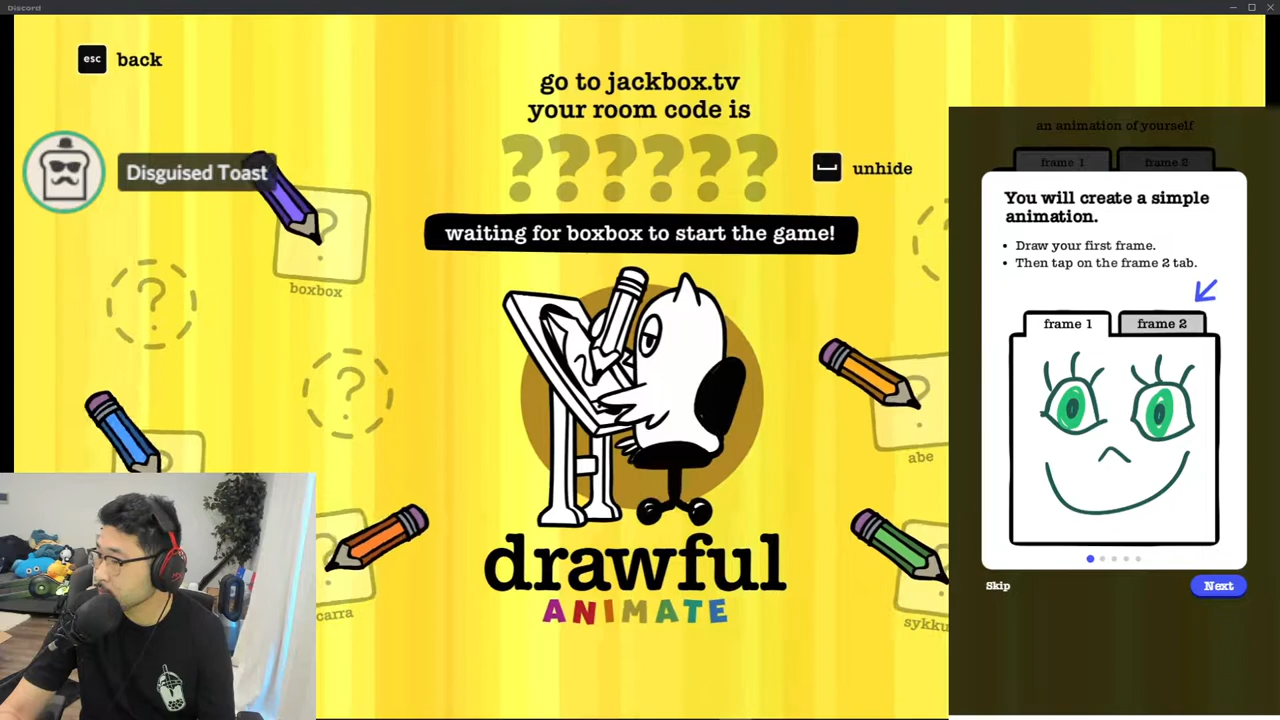 Discord
esc back
go to jackbox.tv
your room code is
??????
unhide
Disguised Toast
waiting for boxbox to start the game!
boxbox
abe
carra
sykku
drawful
ANIMATE
an animation of yourself
frame 1 frame 2
You will create a simple
animation.
• Draw your first frame.
• Then tap on the frame 2 tab.
frame 1 frame 2
Skip Next